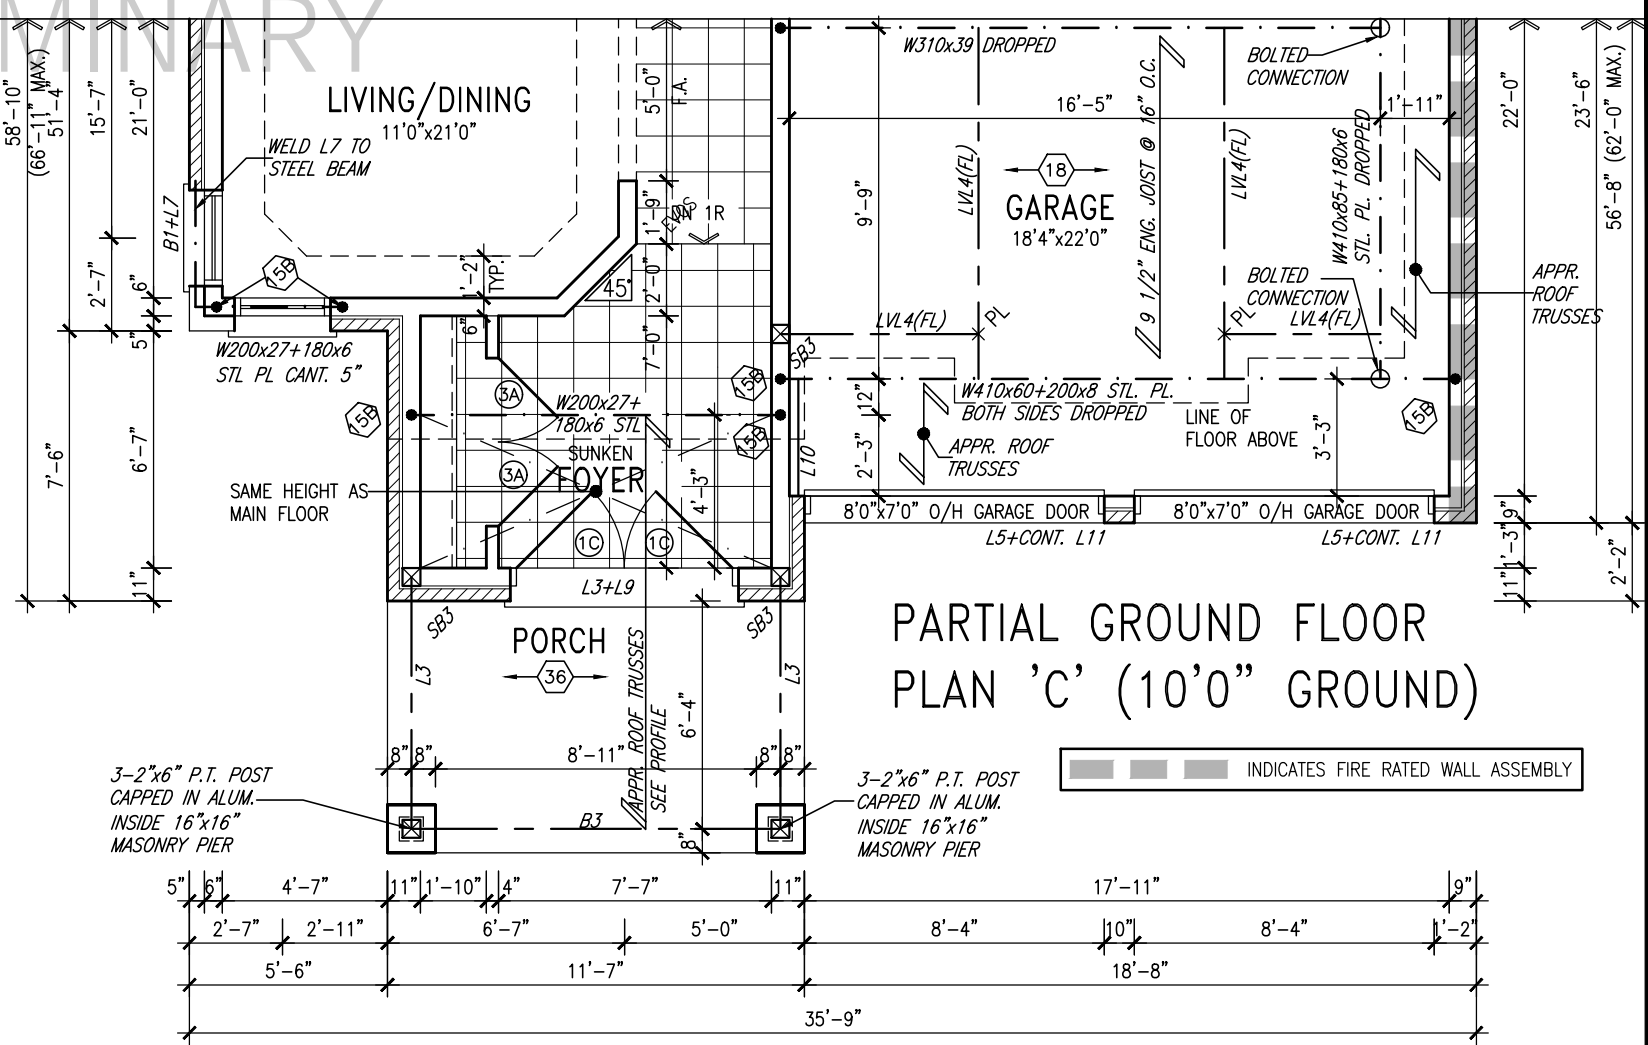 MINARY
58'-10"
(66'-11" MAX.)
51'-4"
15'-7"
21'-0"
LIVING/DINING
11'0"x21'0"
WELD L7 TO
STEEL BEAM
B1+L7
2'-7"
6"
5"
15B
1'-2"
TYP.
6"
5'-0"
F.A.
1'-9"
DN 1R
2'-0"
45°
7'-0"
W310x39 DROPPED
BOLTED
CONNECTION
16'-5"
1'-11"
9'-9"
LVL4(FL)
9 1/2" ENG. JOIST @ 16" O.C.
LVL4(FL)
18
GARAGE
18'4"x22'0"
W410x85+180x6
STL. PL. DROPPED
BOLTED
CONNECTION
LVL4(FL)
PL
PL
LVL4(FL)
APPR.
ROOF
TRUSSES
22'-0"
23'-6"
56'-8" (62'-0" MAX.)
W200x27+180x6
STL PL CANT. 5"
SB3
15B
15B
3A
W200x27+
180x6 STL
15B
12"
W410x60+200x8 STL. PL.
BOTH SIDES DROPPED
LINE OF
FLOOR ABOVE
15B
3'-3"
APPR. ROOF
TRUSSES
2'-3"
L10
7'-6"
6'-7"
11"
SUNKEN
FOYER
3A
4'-3"
SAME HEIGHT AS
MAIN FLOOR
1C
1C
8'0"x7'0" O/H GARAGE DOOR
8'0"x7'0" O/H GARAGE DOOR
L5+CONT. L11
L5+CONT. L11
9"
1'-3"
11"
2'-2"
L3+L9
SB3
SB3
PORCH
36
L3
L3
APPR. ROOF TRUSSES
SEE PROFILE
6'-4"
PARTIAL GROUND FLOOR
PLAN 'C' (10'0" GROUND)
INDICATES FIRE RATED WALL ASSEMBLY
8"
8"
8'-11"
8"
8"
3-2"x6" P.T. POST
CAPPED IN ALUM.
INSIDE 16"x16"
MASONRY PIER
B3
8"
3-2"x6" P.T. POST
CAPPED IN ALUM.
INSIDE 16"x16"
MASONRY PIER
5" 6" 4'-7" 11" 1'-10" 4" 7'-7" 11" 17'-11" 9"
2'-7" 2'-11" 6'-7" 5'-0" 8'-4" 10" 8'-4" 1'-2"
5'-6" 11'-7" 18'-8"
35'-9"